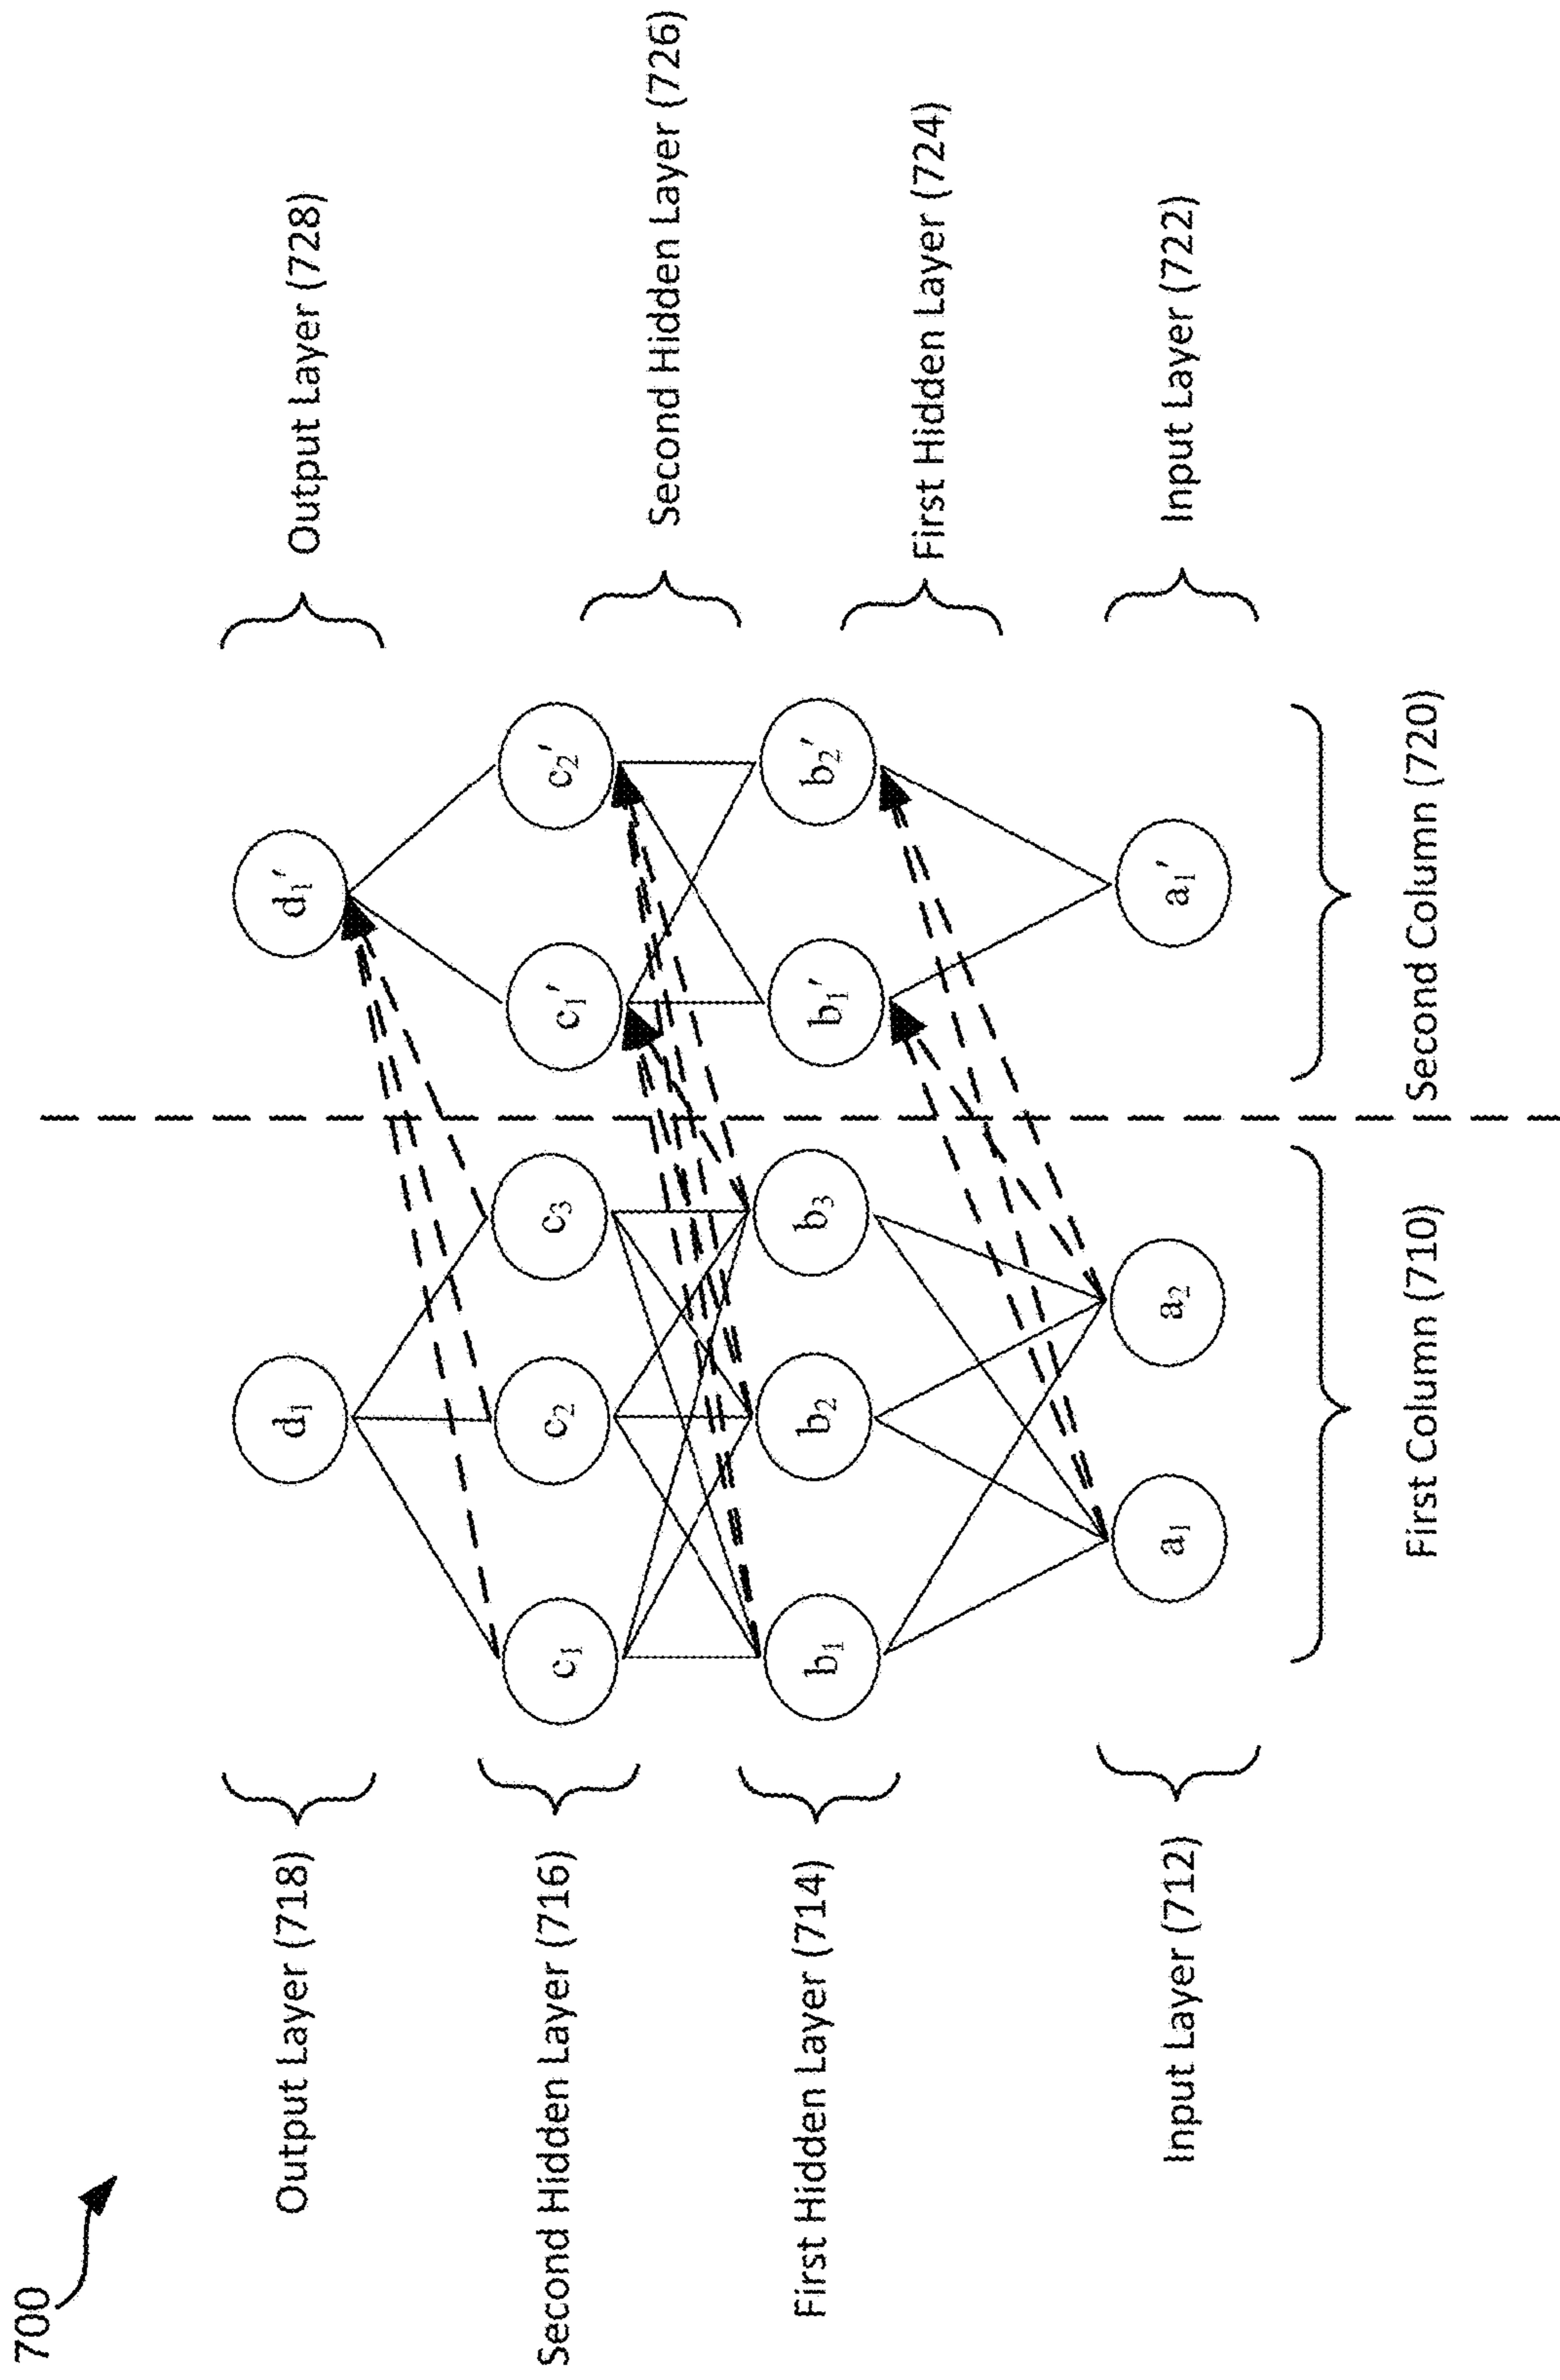 700
Output Layer (718)
Second Hidden Layer (716)
First Hidden Layer (714)
Input Layer (712)
d₁
c₁ c₂ c₃
b₁ b₂ b₃
a₁ a₂
First Column (710)
d₁′
c₁′ c₂′
b₁′ b₂′
a₁′
Second Column (720)
Output Layer (728)
Second Hidden Layer (726)
First Hidden Layer (724)
Input Layer (722)